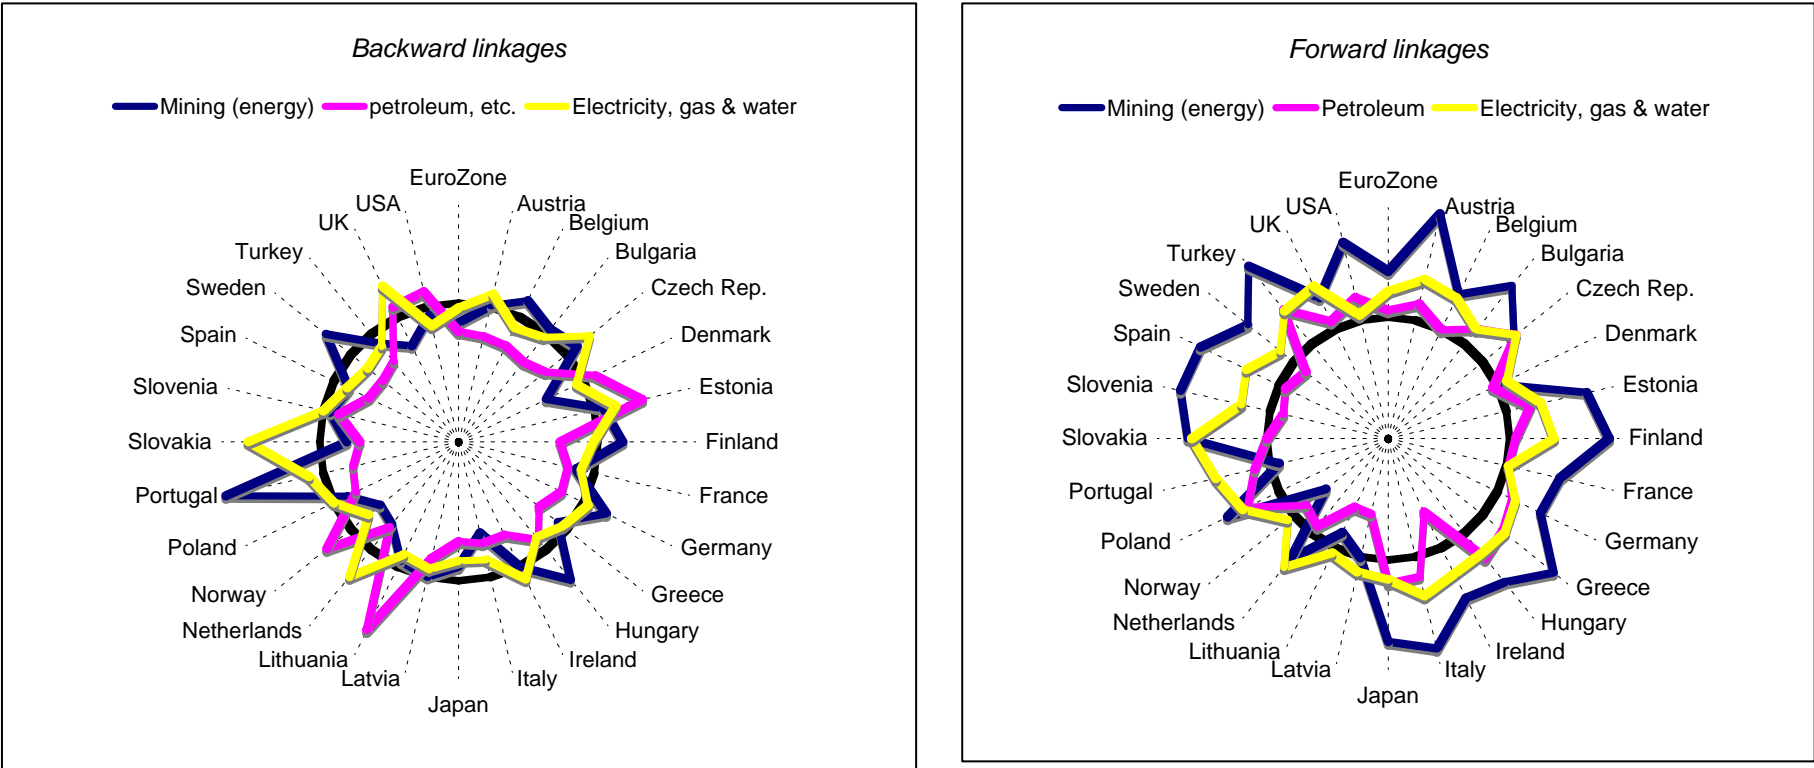 Backward linkages
Mining (energy) petroleum, etc. Electricity, gas & water
EuroZone
Austria
Belgium
Bulgaria
Czech Rep.
Denmark
Estonia
Finland
France
Germany
Greece
Hungary
Ireland
Italy
Japan
Latvia
Lithuania
Netherlands
Norway
Poland
Portugal
Slovakia
Slovenia
Spain
Sweden
Turkey
UK
USA
Forward linkages
Mining (energy) Petroleum Electricity, gas & water
EuroZone
Austria
Belgium
Bulgaria
Czech Rep.
Denmark
Estonia
Finland
France
Germany
Greece
Hungary
Ireland
Italy
Japan
Latvia
Lithuania
Netherlands
Norway
Poland
Portugal
Slovakia
Slovenia
Spain
Sweden
Turkey
UK
USA